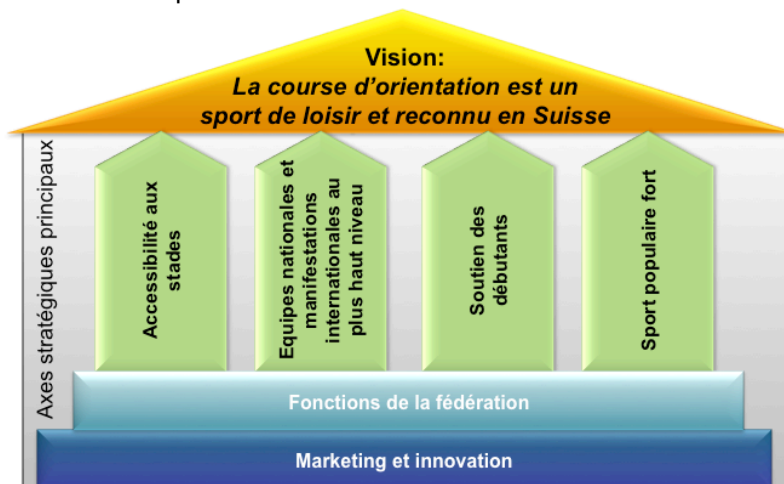 Vision:
La course d'orientation est un
sport de loisir et reconnu en Suisse
Axes stratégiques principaux
Accessibilité aux
stades
Equipes nationales et
manifestations
internationales au
plus haut niveau
Soutien des
débutants
Sport populaire fort
Fonctions de la fédération
Marketing et innovation